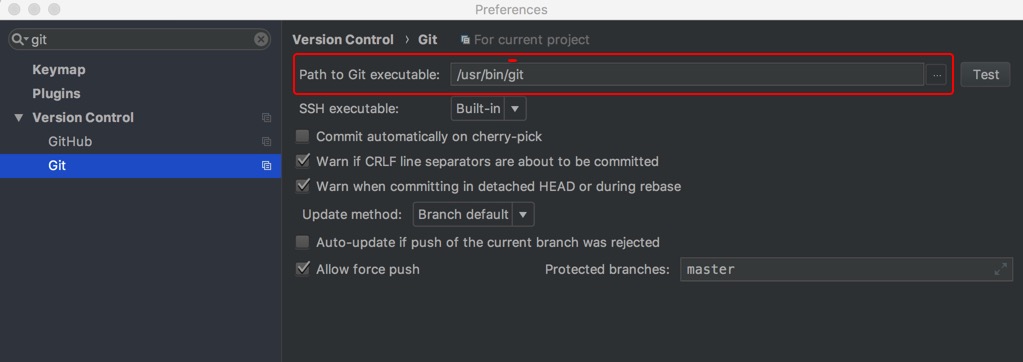 Preferences
git
Keymap
Plugins
Version Control
GitHub
Git
Version Control › Git For current project
Path to Git executable: /usr/bin/git ... Test
SSH executable: Built-in
Commit automatically on cherry-pick
Warn if CRLF line separators are about to be committed
Warn when committing in detached HEAD or during rebase
Update method: Branch default
Auto-update if push of the current branch was rejected
Allow force push Protected branches: master